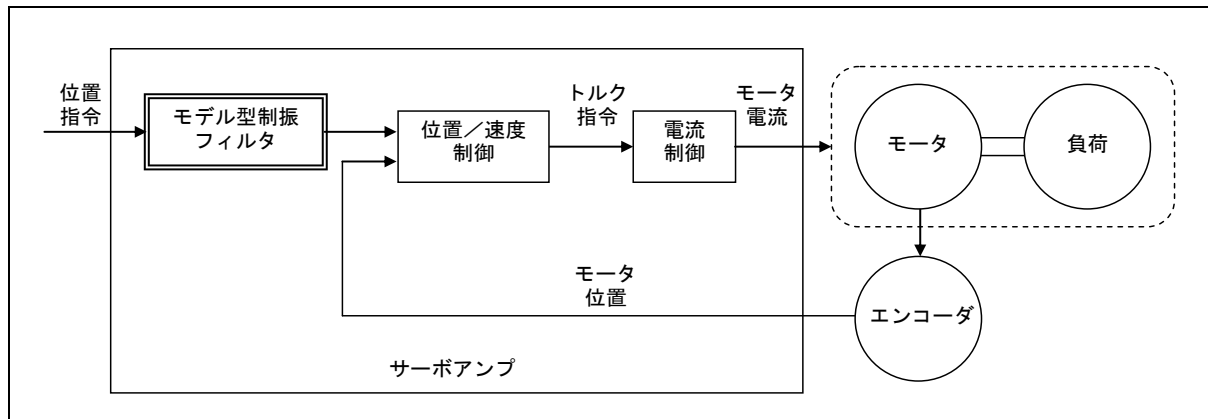 位置
指令
モデル型制振
フィルタ
位置／速度
制御
トルク
指令
電流
制御
モータ
電流
モータ
負荷
モータ
位置
エンコーダ
サーボアンプ